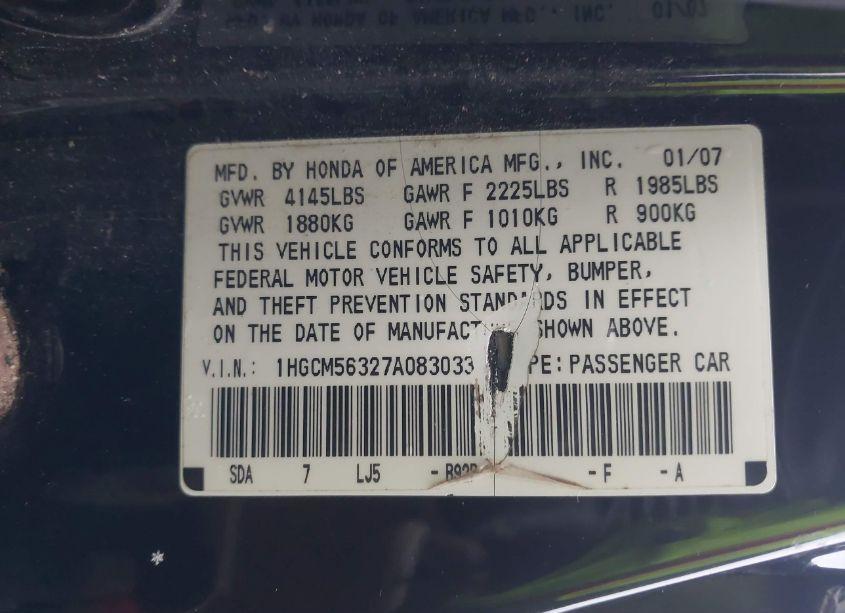 MFD. BY HONDA OF AMERICA MFG., INC. 01/07
GVWR 4145LBS GAWR F 2225LBS R 1985LBS
GVWR 1880KG GAWR F 1010KG R 900KG
THIS VEHICLE CONFORMS TO ALL APPLICABLE
FEDERAL MOTOR VEHICLE SAFETY, BUMPER,
AND THEFT PREVENTION STANDARDS IN EFFECT
ON THE DATE OF MANUFACT SHOWN ABOVE.
V.I.N.: 1HGCM56327A083033 PE: PASSENGER CAR
SDA 7 LJ5 -F -A